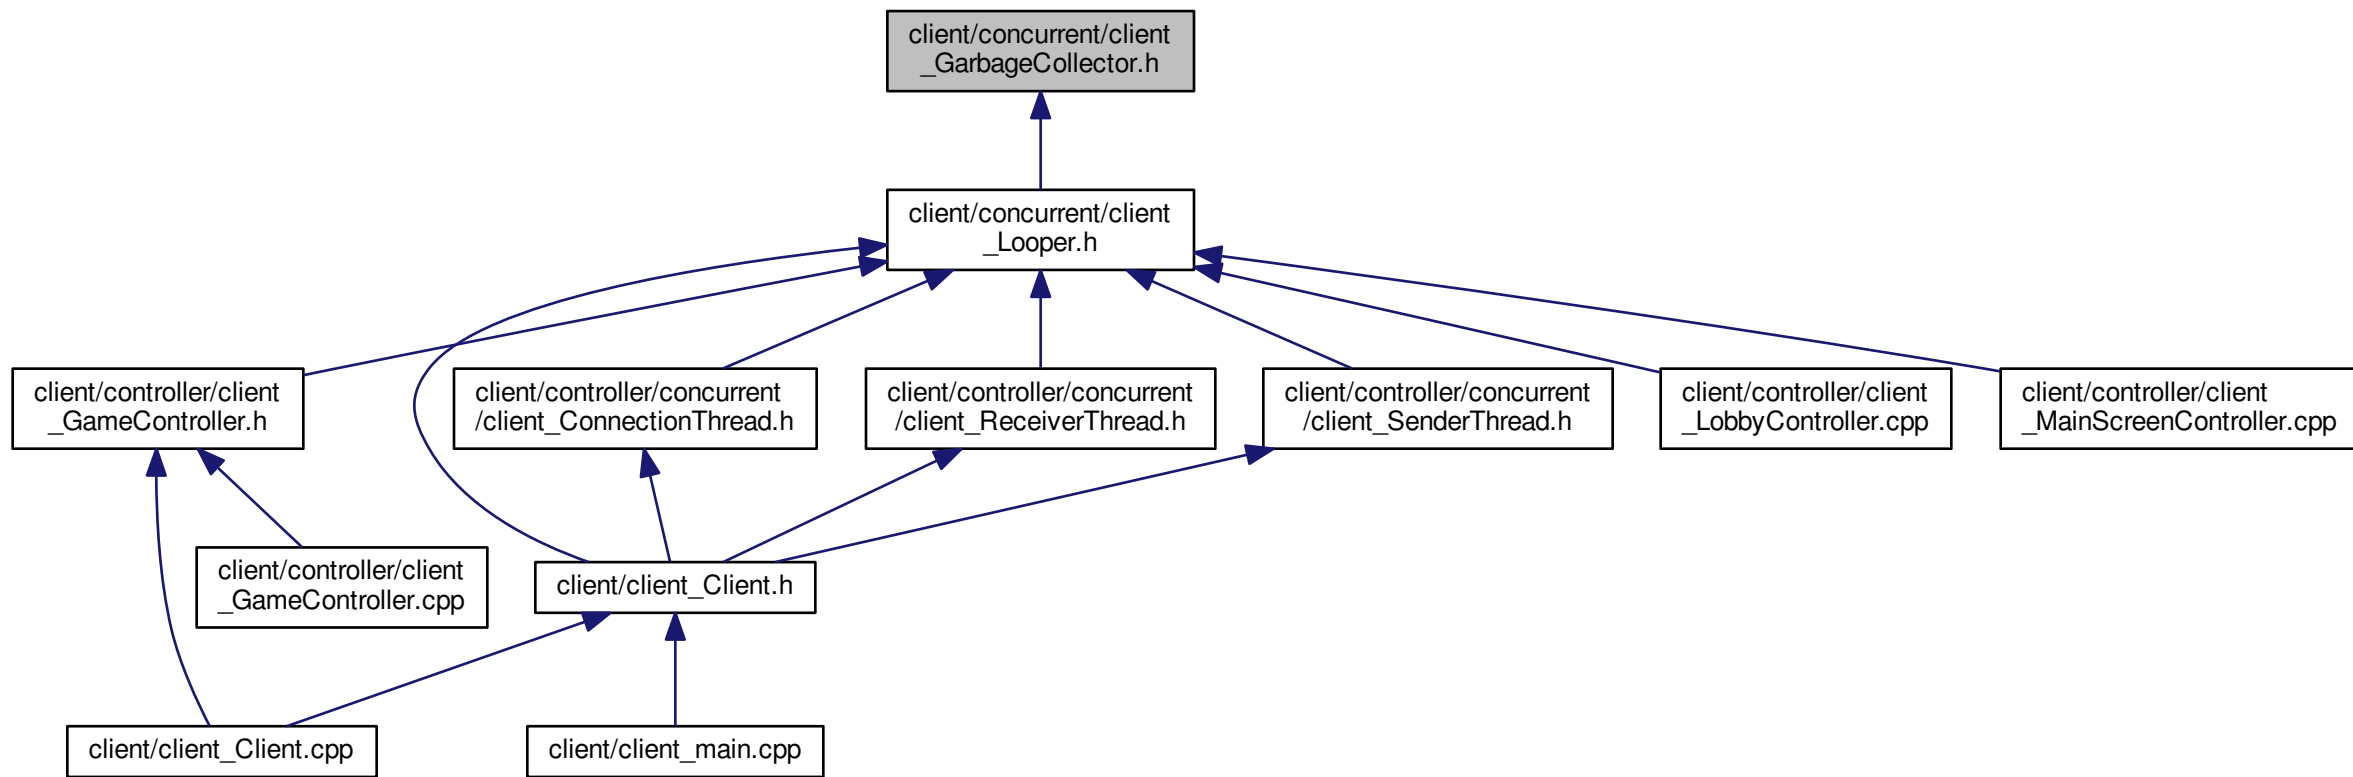 client/concurrent/client
_GarbageCollector.h
client/concurrent/client
_Looper.h
client/controller/client
_GameController.h
client/controller/concurrent
/client_ConnectionThread.h
client/controller/concurrent
/client_ReceiverThread.h
client/controller/concurrent
/client_SenderThread.h
client/controller/client
_LobbyController.cpp
client/controller/client
_MainScreenController.cpp
client/controller/client
_GameController.cpp
client/client_Client.h
client/client_Client.cpp
client/client_main.cpp